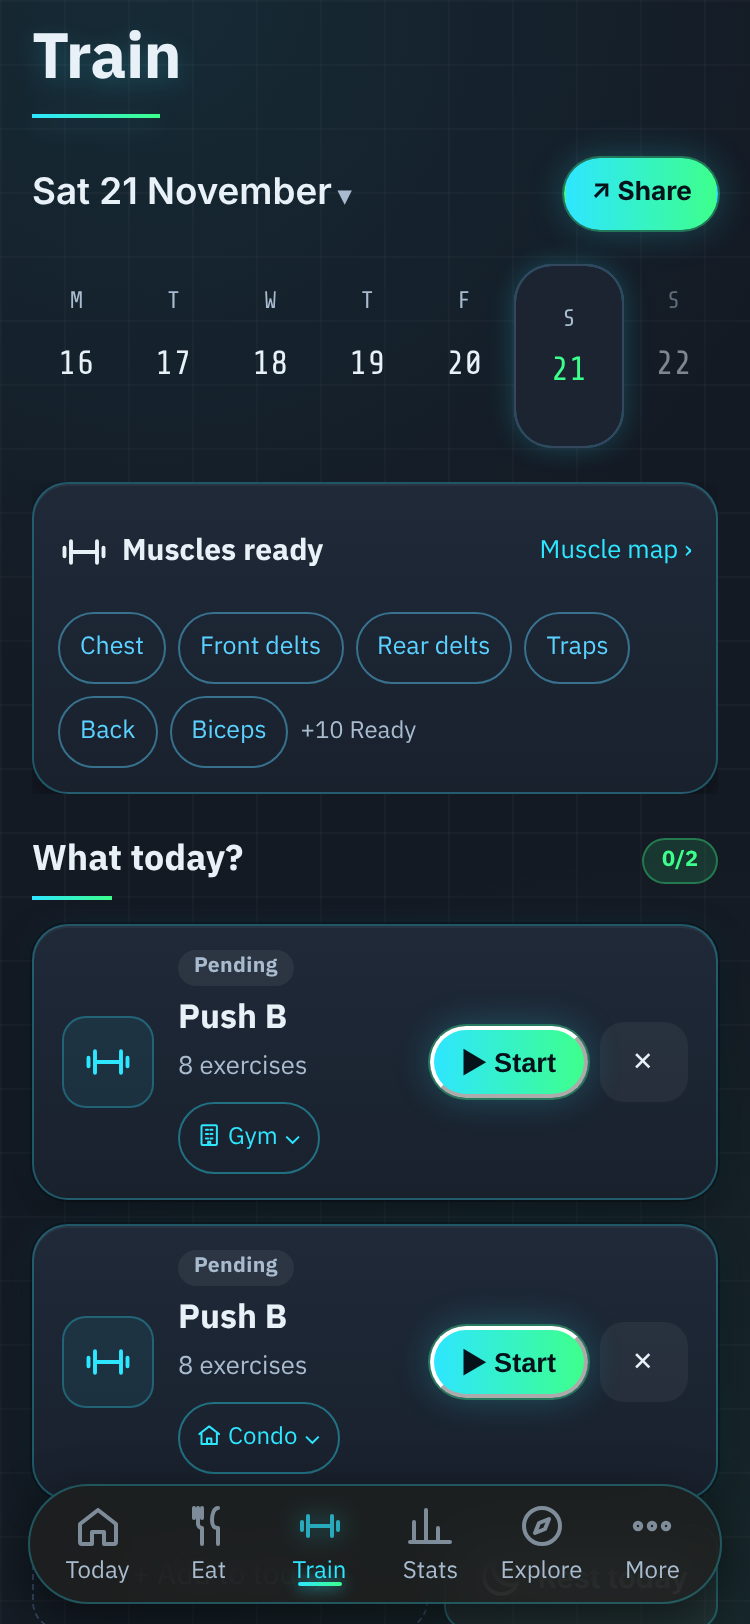 Train
Sat 21 November ▾
↗ Share
M T W T F S S
16 17 18 19 20 21 22
Muscles ready
Muscle map ›
Chest Front delts Rear delts Traps
Back Biceps +10 Ready
What today?
0/2
Pending
Push B
8 exercises
▶ Start ✕
Gym
Pending
Push B
8 exercises
▶ Start ✕
Condo
Today Eat Train Stats Explore More